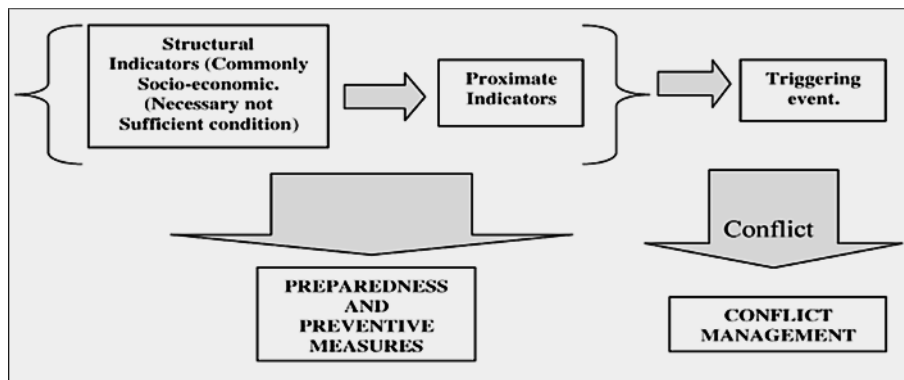 Structural
Indicators (Commonly
Socio-economic.
(Necessary not
Sufficient condition)
Proximate
Indicators
Triggering
event.
Conflict
PREPAREDNESS
AND
PREVENTIVE
MEASURES
CONFLICT
MANAGEMENT